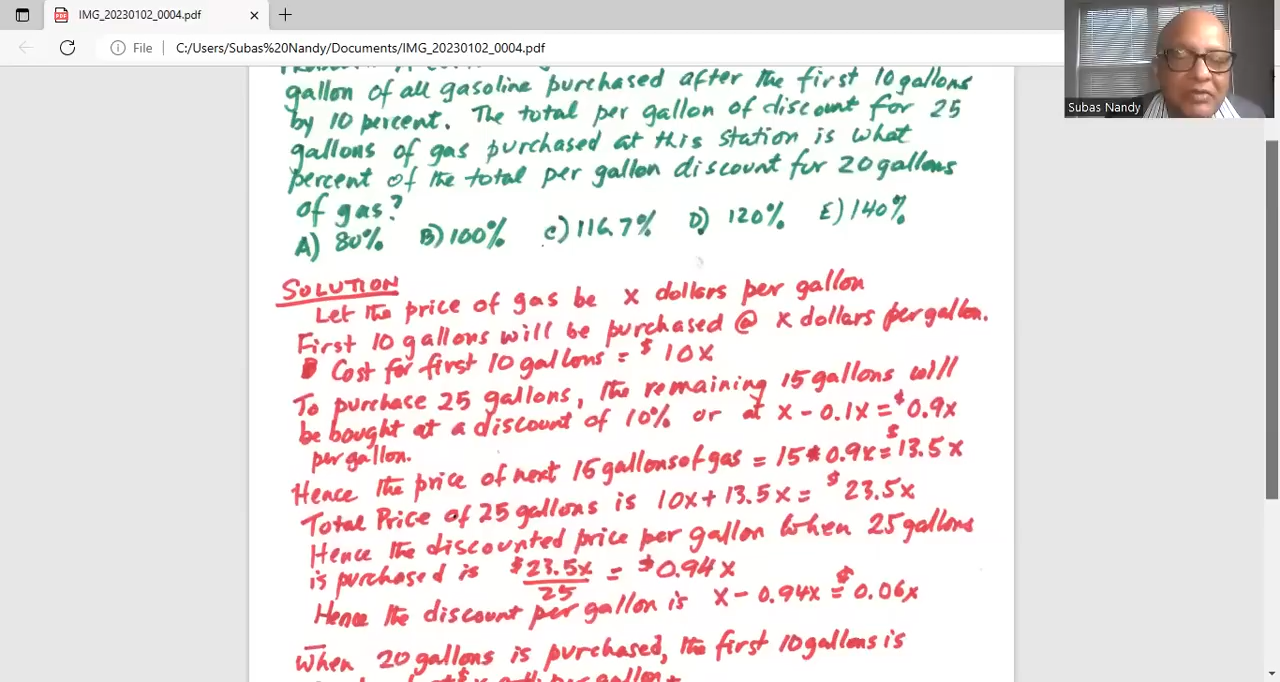 IMG_20230102_0004.pdf
File
C:/Users/Subas%20Nandy/Documents/IMG_20230102_0004.pdf
Subas Nandy
gallon of all gasoline purchased after the first 10 gallons
by 10 percent. The total per gallon of discount for 25
gallons of gas purchased at this station is what
percent of the total per gallon discount for 20 gallons
of gas?
A) 80% B) 100% C) 116.7% D) 120% E) 140%
SOLUTION
Let the price of gas be x dollars per gallon
First 10 gallons will be purchased @ x dollars per gallon.
Cost for first 10 gallons = $10x
To purchase 25 gallons, the remaining 15 gallons will
be bought at a discount of 10% or at x - 0.1x = $0.9x
per gallon.
Hence the price of next 15 gallons of gas = 15 * 0.9x = $13.5x
Total Price of 25 gallons is 10x + 13.5x = $23.5x
Hence the discounted price per gallon when 25 gallons
is purchased is $23.5x/25 = $0.94x
Hence the discount per gallon is x - 0.94x = $0.06x
When 20 gallons is purchased, the first 10 gallons is
per gallon